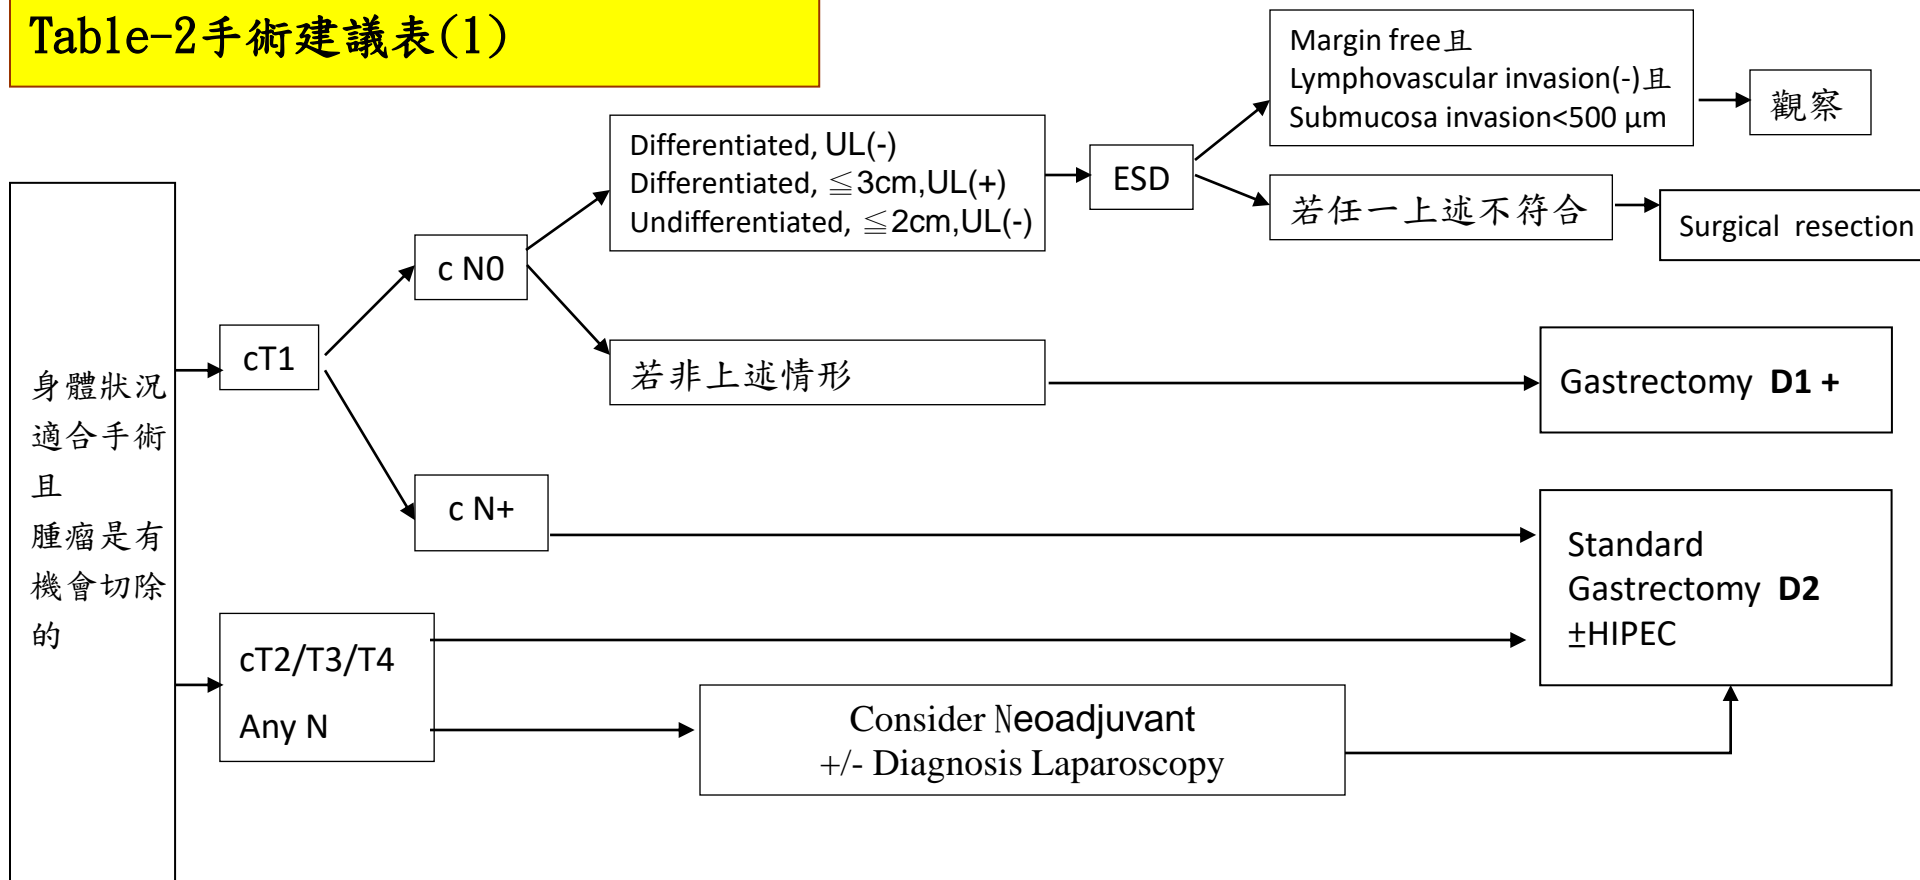 Table-2手術建議表(1)
Margin free且
Lymphovascular invasion(-)且
Submucosa invasion<500 μm
觀察
Differentiated, UL(-)
Differentiated, ≦3cm,UL(+)
Undifferentiated, ≦2cm,UL(-)
ESD
若任一上述不符合
Surgical resection
c N0
cT1
若非上述情形
Gastrectomy D1 +
身體狀況
適合手術
且
腫瘤是有
機會切除
的
c N+
Standard
Gastrectomy D2
±HIPEC
cT2/T3/T4
Any N
Consider Neoadjuvant
+/- Diagnosis Laparoscopy